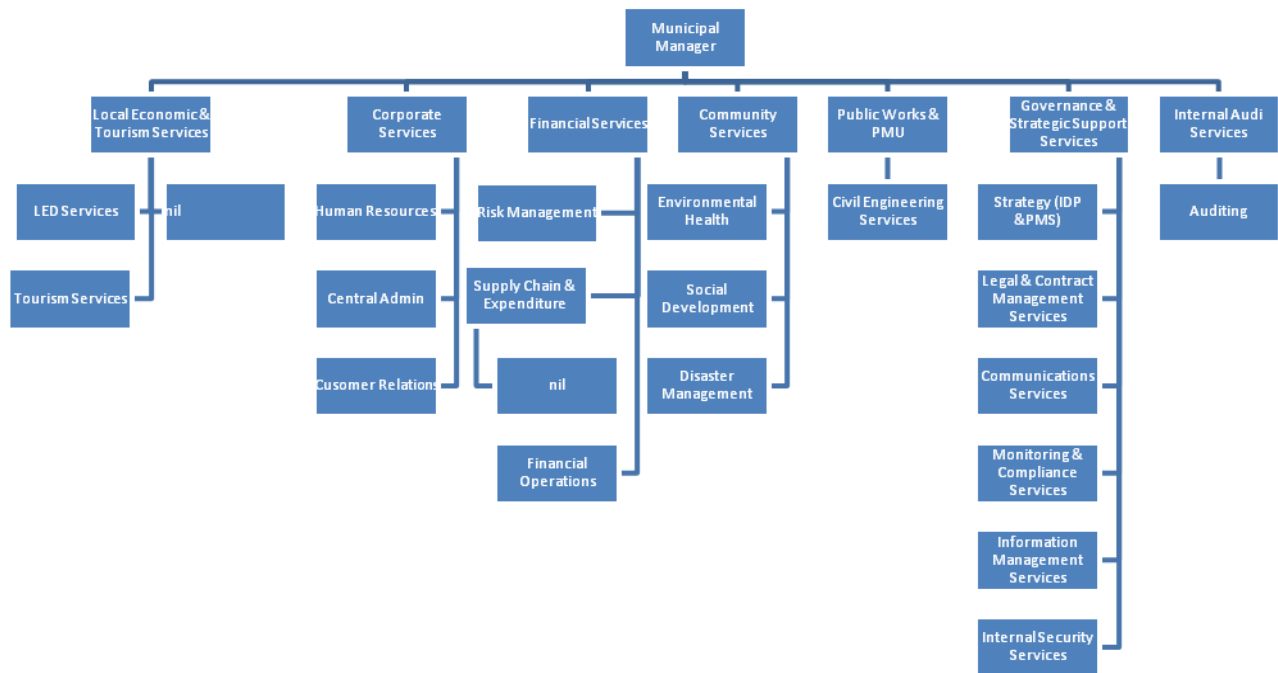 Municipal
Manager
Local Economic &
Tourism Services
Corporate
Services
Financial Services
Community
Services
Public Works &
PMU
Governance &
Strategic Support
Services
Internal Audi
Services
LED Services
nil
Tourism Services
Human Resources
Central Admin
Cusomer Relations
Risk Management
Supply Chain &
Expenditure
nil
Financial
Operations
Environmental
Health
Social
Development
Disaster
Management
Civil Engineering
Services
Strategy (IDP
&PMS)
Legal & Contract
Management
Services
Communications
Services
Monitoring &
Compliance
Services
Information
Management
Services
Internal Security
Services
Auditing